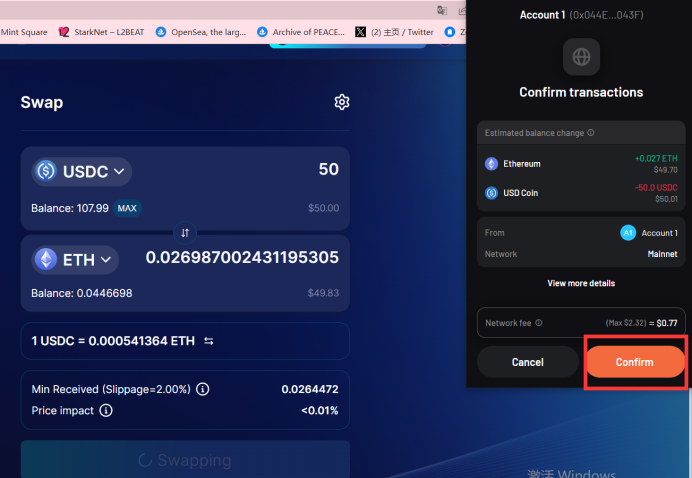 Mint Square
StarkNet – L2BEAT
OpenSea, the larg...
Archive of PEACE...
(2) 主页 / Twitter
Swap
USDC
50
Balance: 107.99 MAX
$50.00
ETH
0.026987002431195305
Balance: 0.0446698
$49.83
1 USDC = 0.000541364 ETH
Min Received (Slippage=2.00%)
0.0264472
Price impact
<0.01%
Swapping
Account 1 (0x044E...043F)
Confirm transactions
Estimated balance change
Ethereum
+0.027 ETH
$49.70
USD Coin
-50.0 USDC
$50.01
From
A1 Account 1
Network
Mainnet
View more details
Network fee
(Max $2.32) ≈ $0.77
Cancel
Confirm
激活 Windows